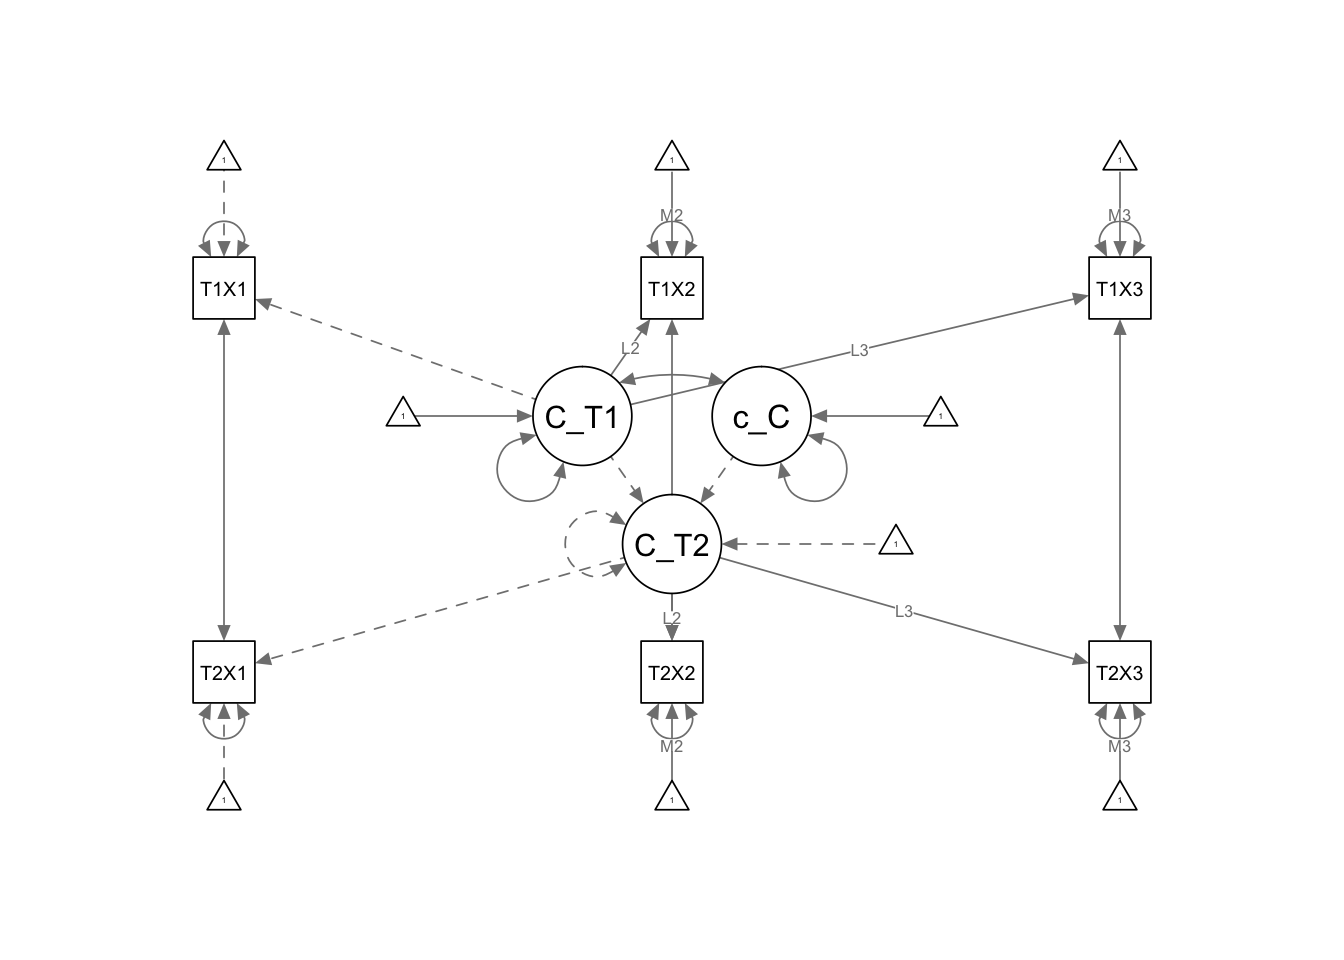 1 1 1
M2 M3
T1X1 T1X2 T1X3
L2 L3
1 C_T1 c_C 1
C_T2 1
L2 L3
T2X1 T2X2 T2X3
M2 M3
1 1 1